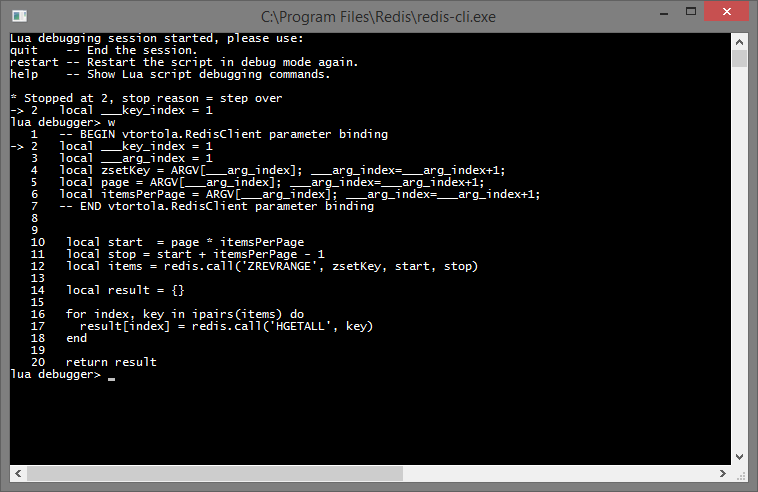 C:\Program Files\Redis\redis-cli.exe
Lua debugging session started, please use:
quit    -- End the session.
restart -- Restart the script in debug mode again.
help    -- Show Lua script debugging commands.
* Stopped at 2, stop reason = step over
-> 2   local ___key_index = 1
lua debugger> w
   1   -- BEGIN vtortola.RedisClient parameter binding
-> 2   local ___key_index = 1
   3   local ___arg_index = 1
   4   local zsetKey = ARGV[___arg_index]; ___arg_index=___arg_index+1;
   5   local page = ARGV[___arg_index]; ___arg_index=___arg_index+1;
   6   local itemsPerPage = ARGV[___arg_index]; ___arg_index=___arg_index+1;
   7   -- END vtortola.RedisClient parameter binding
   8
   9
   10   local start  = page * itemsPerPage
   11   local stop = start + itemsPerPage - 1
   12   local items = redis.call('ZREVRANGE', zsetKey, start, stop)
   13
   14   local result = {}
   15
   16   for index, key in ipairs(items) do
   17     result[index] = redis.call('HGETALL', key)
   18   end
   19
   20   return result
lua debugger>